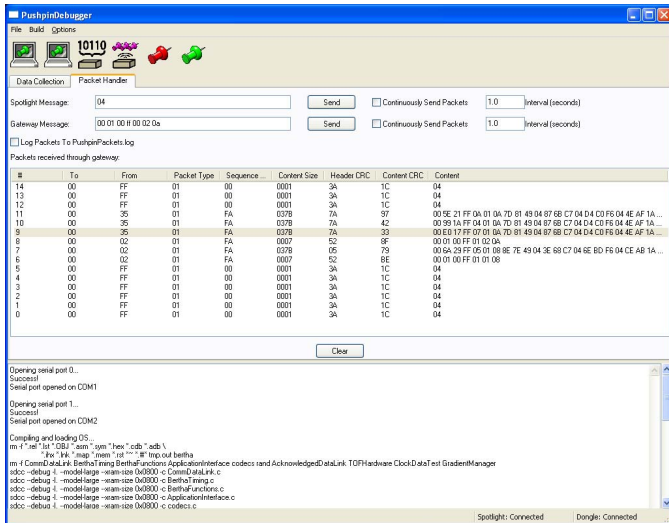 PushpinDebugger
File Build Options
10110
Data Collection Packet Handler
Spotlight Message: 04 Send Continuously Send Packets 1.0 Interval (seconds)
Gateway Message: 00 01 00 ff 00 02 0a Send Continuously Send Packets 1.0 Interval (seconds)
Log Packets To PushpinPackets.log
Packets received through gateway:
# To From Packet Type Sequence ... Content Size Header CRC Content CRC Content
14 00 FF 01 00 0001 3A 1C 04
13 00 FF 01 00 0001 3A 1C 04
12 00 FF 01 00 0001 3A 1C 04
11 00 35 01 FA 037B 7A 97 00 5E 21 FF 0A 01 0A 7D 81 49 04 87 6B C7 04 D4 C0 F6 04 4E AF 1A ...
10 00 35 01 FA 037B 7A 42 00 99 1A FF 04 01 0A 7D 81 49 04 87 6B C7 04 D4 C0 F6 04 4E AF 1A ...
9 00 35 01 FA 037B 7A 33 00 E0 17 FF 07 01 0A 7D 81 49 04 87 6B C7 04 D4 C0 F6 04 4E AF 1A ...
8 00 02 01 FA 0007 52 8F 00 01 00 FF 01 02 0A
7 00 02 01 FA 037B 05 79 00 6A 29 FF 05 01 08 8E 7E 49 04 3E 68 C7 04 6E BD F6 04 CE AB 1A ...
6 00 02 01 FA 0007 52 BE 00 01 00 FF 01 01 08
5 00 FF 01 00 0001 3A 1C 04
4 00 FF 01 00 0001 3A 1C 04
3 00 FF 01 00 0001 3A 1C 04
2 00 FF 01 00 0001 3A 1C 04
1 00 FF 01 00 0001 3A 1C 04
0 00 FF 01 00 0001 3A 1C 04
Clear
Opening serial port 0...
Success!
Serial port opened on COM1
Opening serial port 1...
Success!
Serial port opened on COM2
Compiling and loading OS...
rm -f *.rel *.lst *.OBJ *.asm *.sym *.hex *.cdb *.adb \
*.ihx *.lnk *.map *.mem *.rst *~ *.#* tmp.out bertha
rm -f CommDataLink BerthaTiming BerthaFunctions ApplicationInterface codecs rand AcknowledgedDataLink TOFHardware ClockDataTest GradientManager
sdcc --debug -I. --model-large --xram-size 0x0800 -c CommDataLink.c
sdcc --debug -I. --model-large --xram-size 0x0800 -c BerthaTiming.c
sdcc --debug -I. --model-large --xram-size 0x0800 -c BerthaFunctions.c
sdcc --debug -I. --model-large --xram-size 0x0800 -c ApplicationInterface.c
sdcc --debug -I. --model-large --xram-size 0x0800 -c codecs.c
Spotlight: Connected Dongle: Connected